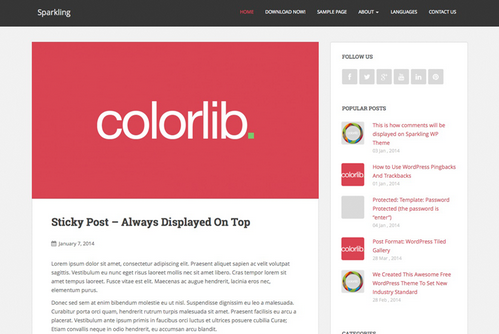 Sparkling
HOME
DOWNLOAD NOW!
SAMPLE PAGE
ABOUT
LANGUAGES
CONTACT US
colorlib.
Sticky Post – Always Displayed On Top
January 7, 2014
Lorem ipsum dolor sit amet, consectetur adipiscing elit. Praesent aliquet sapien ac velit volutpat
sagittis. Vestibulum eu nunc eget risus laoreet mollis nec sit amet libero. Cras tempor lorem sit
amet tempus laoreet. Fusce vitae est elit. Maecenas ac augue hendrerit, lacinia eros nec,
elementum purus.
Donec sed sem at enim bibendum molestie eu ut nisl. Suspendisse dignissim eu leo a malesuada.
Curabitur porta orci quam, hendrerit rutrum turpis malesuada sit amet. Praesent facilisis eu arcu a
placerat. Vestibulum ante ipsum primis in faucibus orci luctus et ultrices posuere cubilia Curae;
Etiam convallis neque in odio hendrerit, eu accumsan arcu blandit.
FOLLOW US
POPULAR POSTS
This is how comments will be
displayed on Sparkling WP
Theme
03 Jan , 2014
How to Use WordPress Pingbacks
And Trackbacks
01 Jan , 2014
Protected: Template: Password
Protected (the password is
"enter")
04 Jan , 2014
Post Format: WordPress Tiled
Gallery
28 Mar , 2014
We Created This Awesome Free
WordPress Theme To Set New
Industry Standard
28 Feb , 2014
CATEGORIES